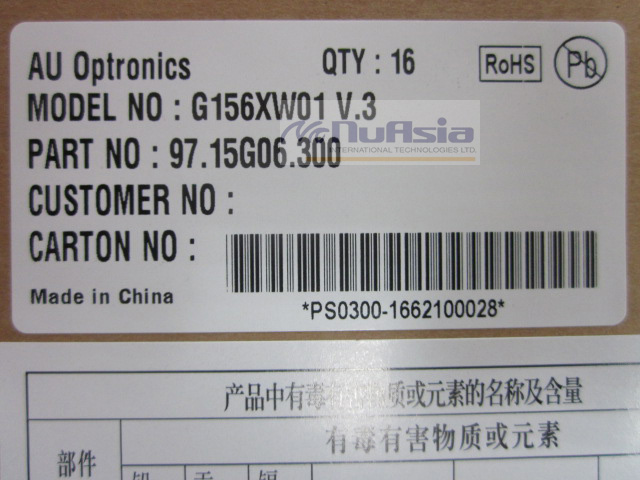 AU Optronics QTY : 16 RoHS Pb
MODEL NO : G156XW01 V.3
NuAsia
INTERNATIONAL TECHNOLOGIES LTD.
PART NO : 97.15G06.300
CUSTOMER NO :
CARTON NO :
*PS0300-1662100028*
Made in China
产品中有毒有害物质或元素的名称及含量
有毒有害物质或元素
部件